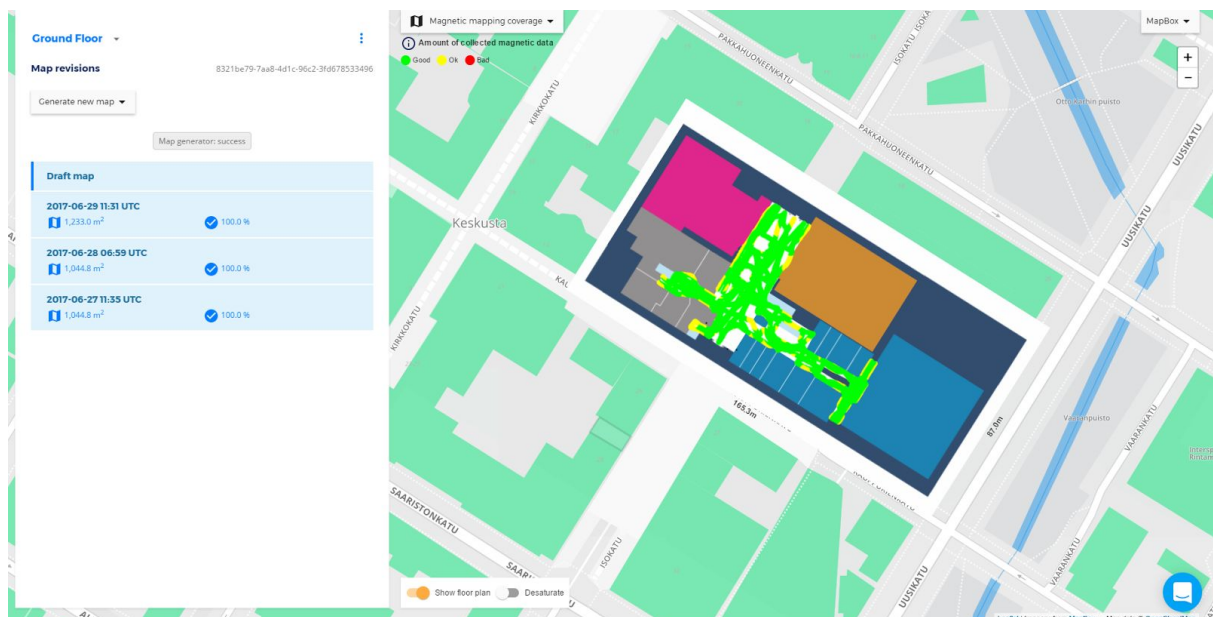 Ground Floor
Map revisions
8321be79-7aa8-4d1c-96c2-3fd678533496
Generate new map
Map generator: success
Draft map
2017-06-29 11:31 UTC
1,233.0 m²
100.0 %
2017-06-28 06:59 UTC
1,044.8 m²
100.0 %
2017-06-27 11:35 UTC
1,044.8 m²
100.0 %
Magnetic mapping coverage
Amount of collected magnetic data
Good Ok Bad
MapBox
+
−
PAKKAHUONEENKATU
ISOKATU
ISOKATU
KIRKKOKATU
PAKKAHUONEENKATU
UUSIKATU
UUSIKATU
Keskusta
KIRKKOKATU
165.3m
87.0m
Vaaranpuisto
VAARANKATU
SAARISTONKATU
ISOKATU
VAARANKATU
UUSIKATU
Show floor plan
Desaturate